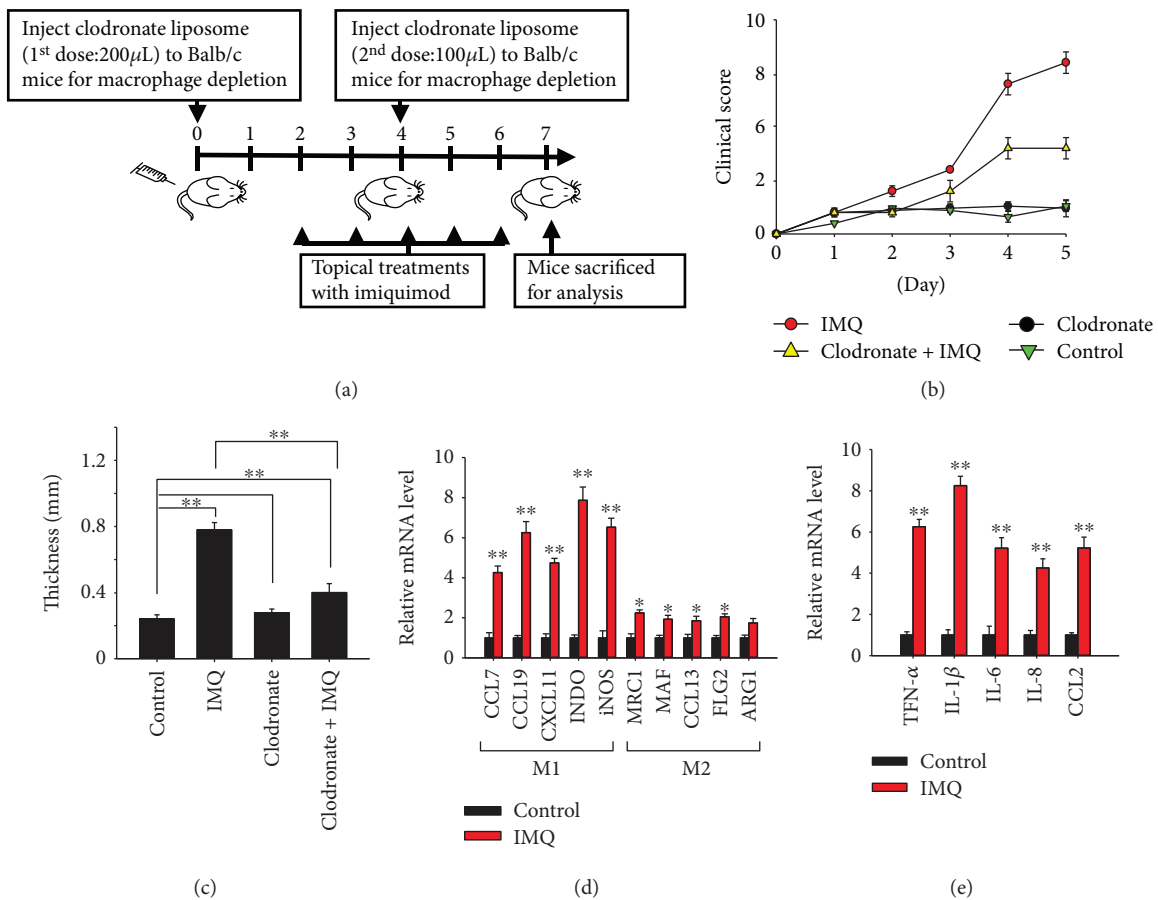 Inject clodronate liposome
(1st dose:200μL) to Balb/c
mice for macrophage depletion
Inject clodronate liposome
(2nd dose:100μL) to Balb/c
mice for macrophage depletion
0 1 2 3 4 5 6 7
Topical treatments
with imiquimod
Mice sacrificed
for analysis
(a)
Clinical score
10
8
6
2
0
0 1 2 3 4 5
(Day)
IMQ
Clodronate + IMQ
Clodronate
Control
(b)
Thickness (mm)
1.2
0.8
0.4
0
**
**
**
Control
IMQ
Clodronate
Clodronate + IMQ
(c)
Relative mRNA level
10
8
6
4
2
0
** ** ** ** ** * * * *
CCL7
CCL19
CXCL11
INDO
iNOS
MRC1
MAF
CCL13
FLG2
ARG1
M1 M2
Control
IMQ
(d)
Relative mRNA level
10
8
6
4
2
0
** ** ** ** **
TFN-α
IL-1β
IL-6
IL-8
CCL2
Control
IMQ
(e)